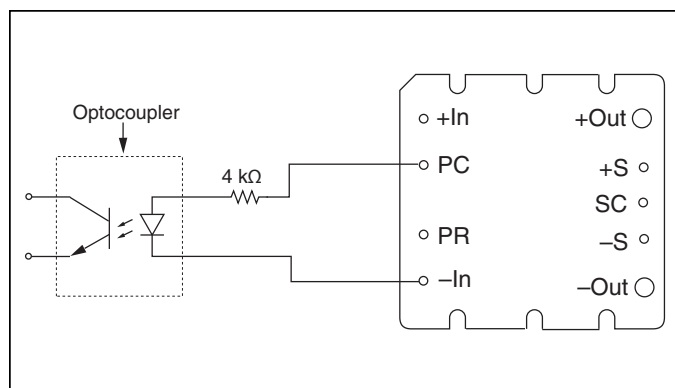 Optocoupler
4 kΩ
+In
PC
PR
–In
+Out
+S
SC
–S
–Out